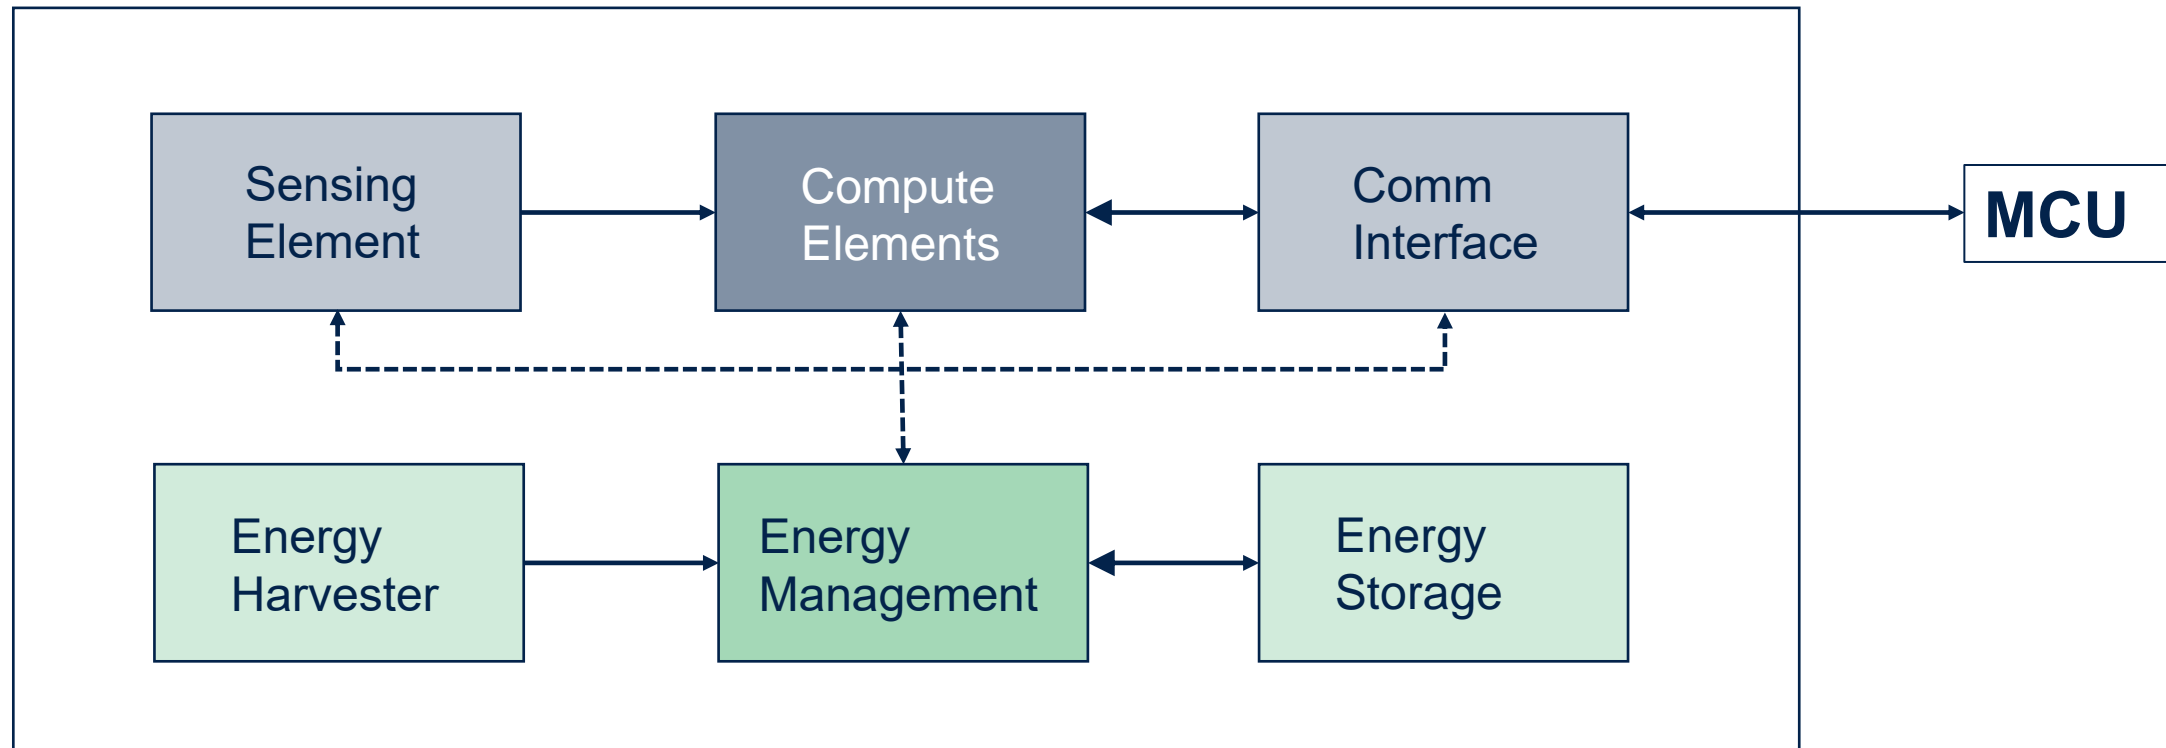 Sensing
Element
Compute
Elements
Comm
Interface
MCU
Energy
Harvester
Energy
Management
Energy
Storage